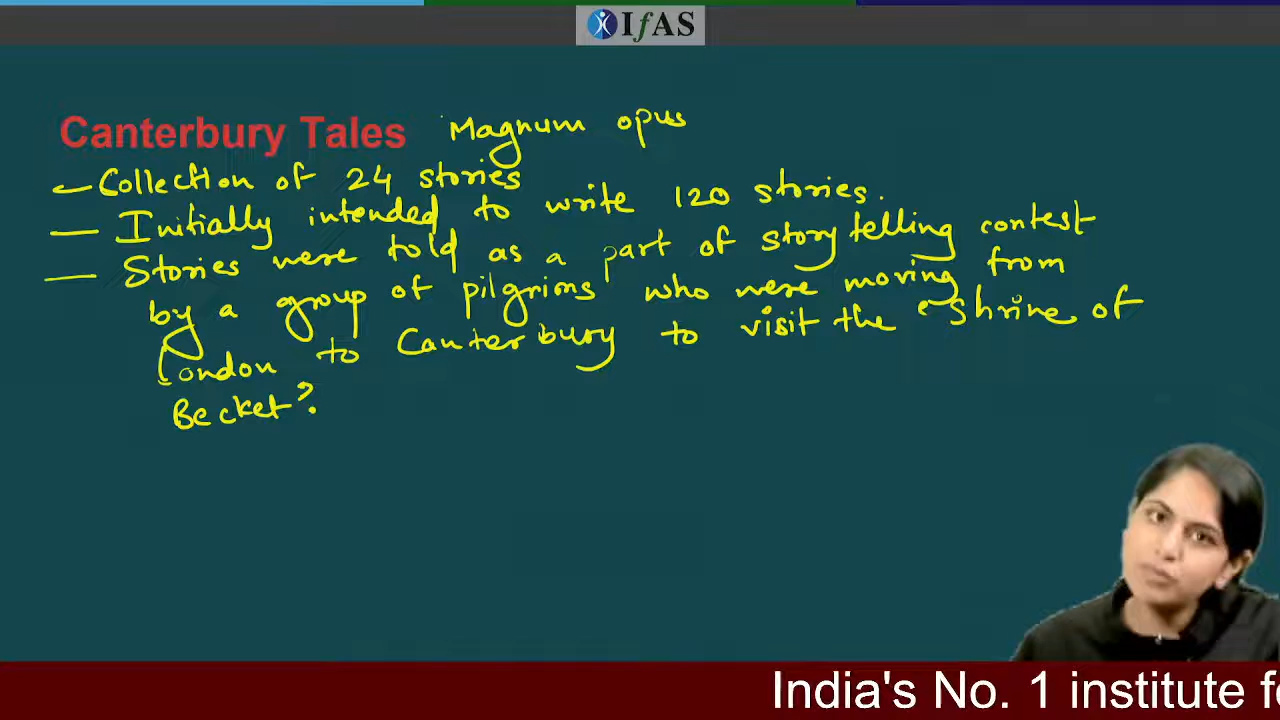 IfAS
Canterbury Tales Magnum opus
— Collection of 24 stories
— Initially intended to write 120 stories.
— Stories were told as a part of story telling contest
by a group of pilgrims who were moving from
London to Canterbury to visit the shrine of
Becket?
India's No. 1 institute f